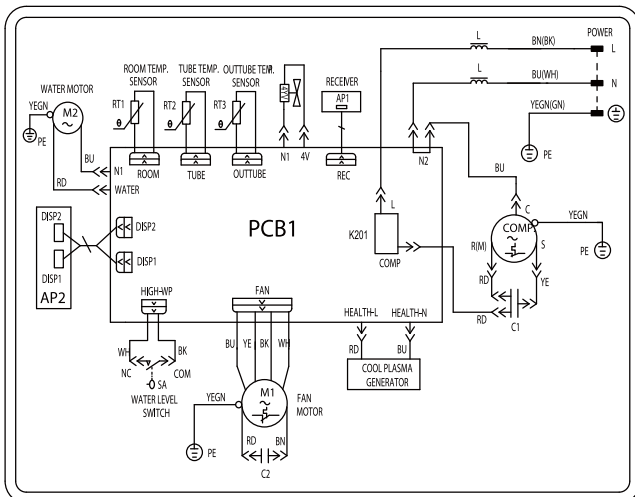 POWER
L
BN(BK)
L
L
BU(WH)
N
YEGN(GN)
PE
ROOM TEMP. SENSOR
TUBE TEMP. SENSOR
OUTTUBE TEM. SENSOR
RT1
θ
RT2
θ
RT3
θ
4YV
RECEIVER
AP1
WATER MOTOR
YEGN
M2
~
PE
BU
N1
RD
WATER
ROOM
TUBE
OUTTUBE
N1
4V
REC
N2
BU
DISP2
DISP1
AP2
DISP2
DISP1
PCB1
L
K201
COMP
C
COMP.
~
R(M)
S
YEGN
PE
RD
YE
RD
C1
HIGH-WP
FAN
HEALTH-L
HEALTH-N
WH
BK
NC
COM
SA
WATER LEVEL
SWITCH
BU
YE
BK
WH
RD
BU
COOL PLASMA
GENERATOR
YEGN
M1
~
FAN
MOTOR
PE
RD
BN
C2